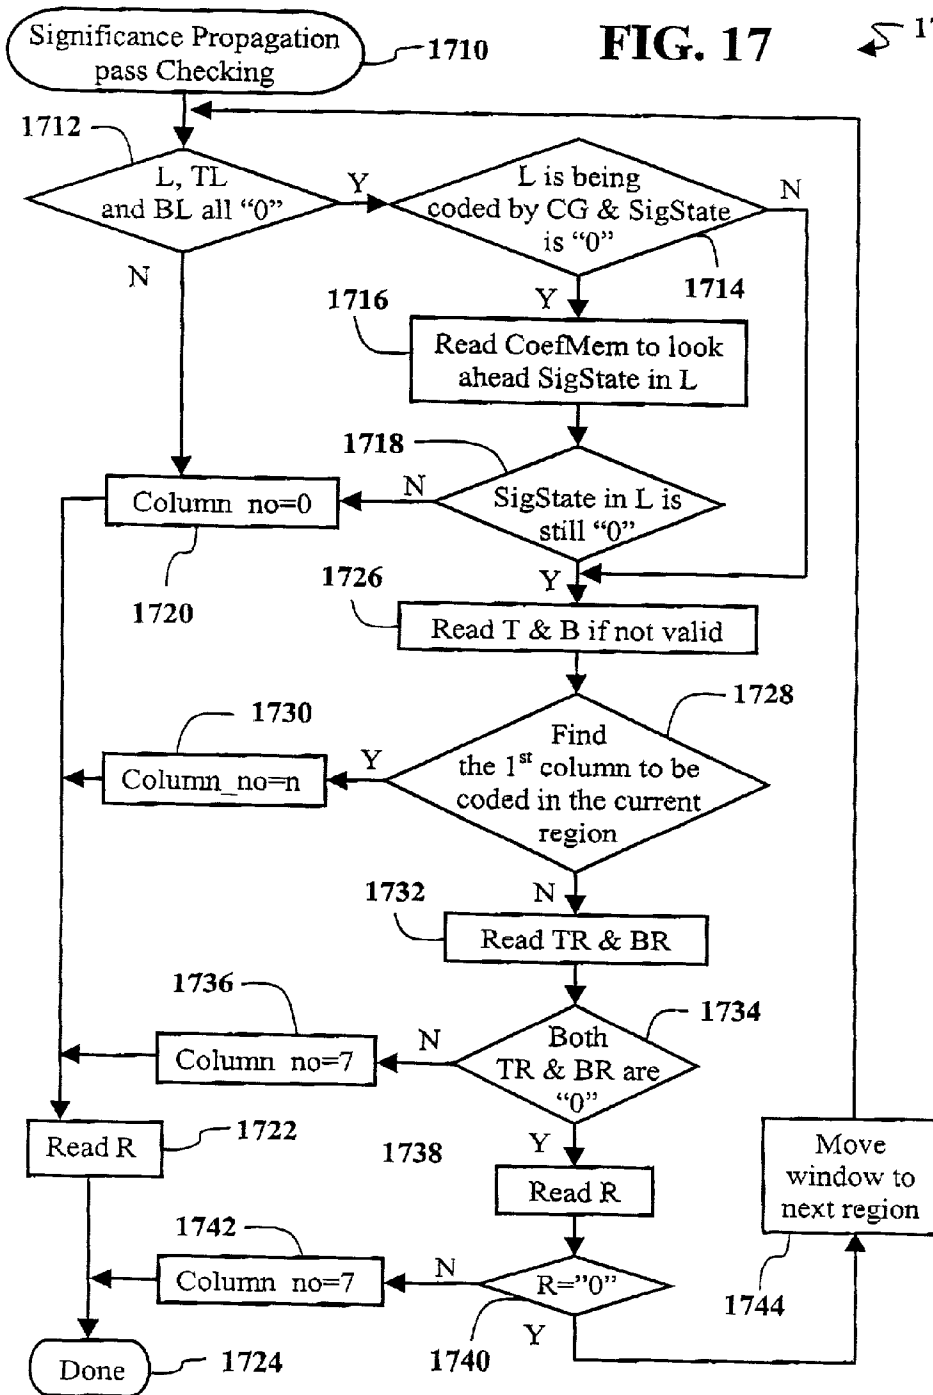 Significance Propagation
pass Checking
1710
FIG. 17
1712
L, TL
and BL all “0”
Y
N
L is being
coded by CG & SigState
is “0”
N
1714
Y
1716
Read CoefMem to look
ahead SigState in L
1718
SigState in L is
still “0”
N
Column no=0
1720
Y
1726
Read T & B if not valid
1728
Find
the 1st column to be
coded in the current
region
1730
Y
Column_no=n
N
1732
Read TR & BR
1734
Both
TR & BR are
“0”
1736
N
Column no=7
Y
1738
Read R
1722
Read R
Move
window to
next region
1744
1742
N
Column no=7
R=”0”
1740
Y
Done
1724